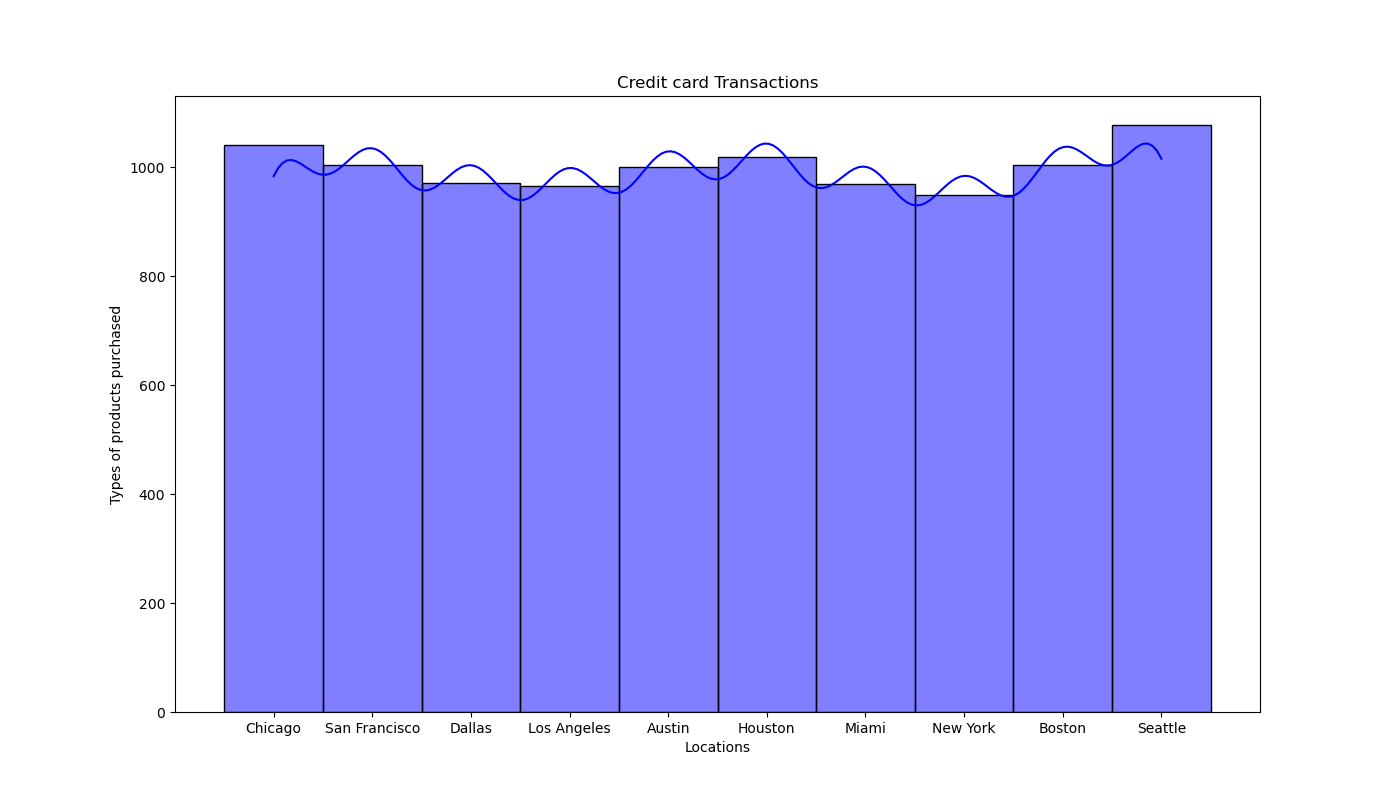 Credit card Transactions
Types of products purchased
1000
800
600
400
200
0
Chicago San Francisco Dallas Los Angeles Austin Houston Miami New York Boston Seattle
Locations